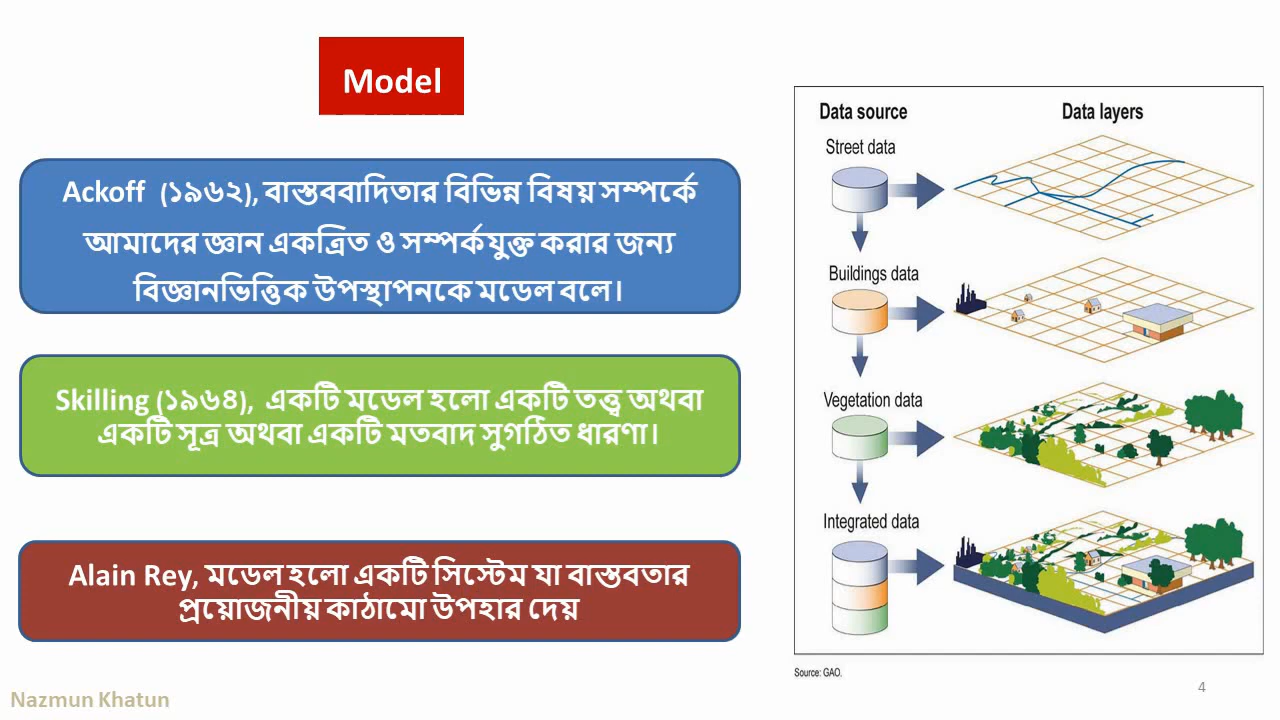 Model
Ackoff (১৯৬২), বাস্তববাদিতার বিভিন্ন বিষয় সম্পর্কে
আমাদের জ্ঞান একত্রিত ও সম্পর্কযুক্ত করার জন্য
বিজ্ঞানভিত্তিক উপস্থাপনকে মডেল বলে।
Skilling (১৯৬৪), একটি মডেল হলো একটি তত্ত্ব অথবা
একটি সূত্র অথবা একটি মতবাদ সুগঠিত ধারণা।
Alain Rey, মডেল হলো একটি সিস্টেম যা বাস্তবতার
প্রয়োজনীয় কাঠামো উপহার দেয়
Data source
Data layers
Street data
Buildings data
Vegetation data
Integrated data
Source: GAO.
Nazmun Khatun
4